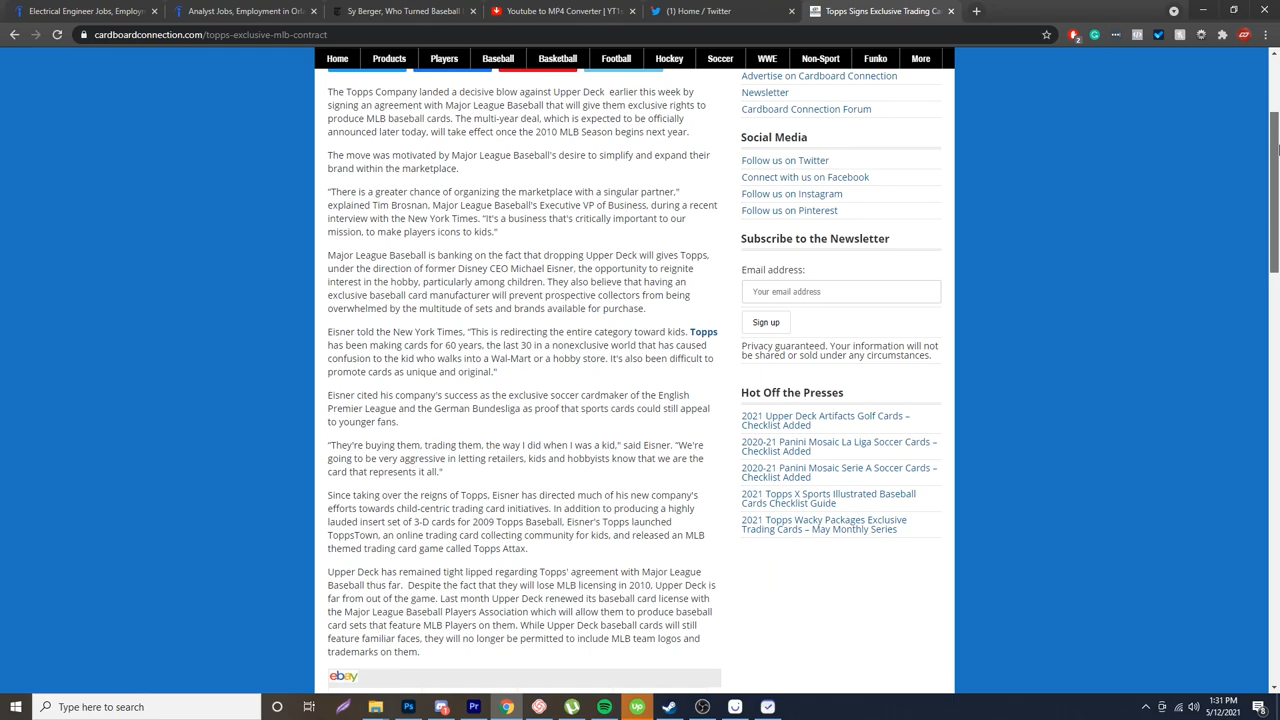 Eletrical Engineer Jobs, Employm
Analyst Jobs, Employment in Orla
Sy Berger, Who Turned Baseball
Youtube to MP4 Converter | YT1s
(1) Home / Twitter
Topps Exclusive MLB Contract
cardboardconnection.com/topps-exclusive-mlb-contract
Home Products Players Baseball Basketball Football Hockey Soccer WWE Non-Sport Funko More
The Topps Company landed a decisive blow against Upper Deck earlier this week by
signing an agreement with Major League Baseball that will give them exclusive rights to
produce MLB baseball cards. The multi-year deal, which is expected to be officially
announced later today, will take effect once the 2010 MLB Season begins next year.
The move was motivated by Major League Baseball's desire to simplify and expand their
brand within the marketplace.
"There is a greater chance of organizing the marketplace with a singular partner,"
explained Tim Brosnan, Major League Baseball's Executive VP of Business, during a recent
interview with the New York Times. "It's a business that's critically important to our
mission, to make players icons to kids."
Major League Baseball is banking on the fact that dropping Upper Deck will gives Topps,
under the direction of former Disney CEO Michael Eisner, the opportunity to reignite
interest in the hobby, particularly among children. They also believe that having an
exclusive baseball card manufacturer will prevent prospective collectors from being
overwhelmed by the multitude of sets and brands available for purchase.
Eisner told the New York Times, "This is redirecting the entire category toward kids. Topps
has been making cards for 60 years, the last 30 in a nonexclusive world that has caused
confusion to the kid who walks into a Wal-Mart or a hobby store. It's also been difficult to
promote cards as unique and original."
Eisner cited his company's success as the exclusive soccer cardmaker of the English
Premier League and the German Bundesliga as proof that sports cards could still appeal
to younger fans.
"They're buying them, trading them, the way I did when I was a kid," said Eisner. "We're
going to be very aggressive in letting retailers, kids and hobbyists know that we are the
card that represents it all."
Since taking over the reigns of Topps, Eisner has directed much of his new company's
efforts towards child-centric trading card initiatives. In addition to producing a highly
lauded insert set of 3-D cards for 2009 Topps Baseball, Eisner's Topps launched
ToppsTown, an online trading card collecting community for kids, and released an MLB
themed trading card game called Topps Attax.
Upper Deck has remained tight lipped regarding Topps' agreement with Major League
Baseball thus far. Despite the fact that they will lose MLB licensing in 2010, Upper Deck is
far from out of the game. Last month Upper Deck renewed its baseball card license with
the Major League Baseball Players Association which will allow them to produce baseball
card sets that feature MLB Players on them. While Upper Deck baseball cards will still
feature familiar faces, they will no longer be permitted to include MLB team logos and
trademarks on them.
ebay
Advertise on Cardboard Connection
Newsletter
Cardboard Connection Forum
Social Media
Follow us on Twitter
Connect with us on Facebook
Follow us on Instagram
Follow us on Pinterest
Subscribe to the Newsletter
Email address:
Your email address
Sign up
Privacy guaranteed. Your information will not
be shared or sold under any circumstances.
Hot Off the Presses
2021 Upper Deck Artifacts Golf Cards –
Checklist Added
2020-21 Panini Mosaic La Liga Soccer Cards –
Checklist Added
2020-21 Panini Mosaic Serie A Soccer Cards –
Checklist Added
2021 Topps X Sports Illustrated Baseball
Cards Checklist Guide
2021 Topps Wacky Packages Exclusive
Trading Cards – May Monthly Series
Type here to search
1:31 PM
5/12/2021